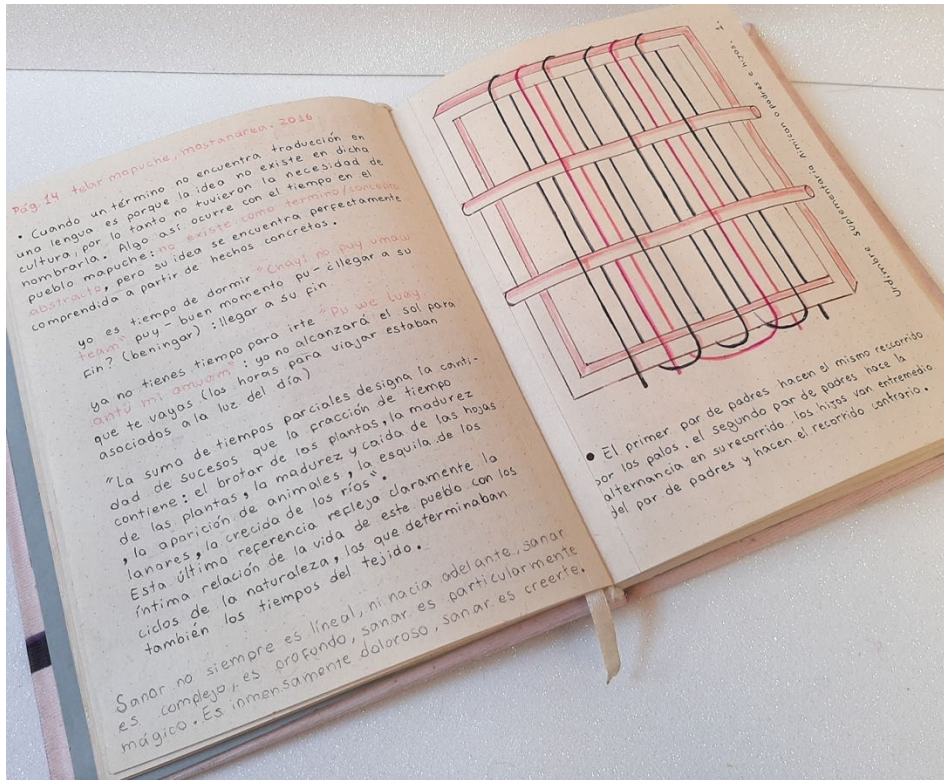 Pág. 14 telar mapuche, mastandrea. 2016
• Cuando un término no encuentra traducción en
una lengua es porque la idea no existe en dicha
cultura, por lo tanto no tuvieron la necesidad de
nombrarla. Algo así ocurre con el tiempo en el
pueblo mapuche: no existe como término/concepto
abstracto, pero su idea se encuentra perfectamente
comprendida a partir de hechos concretos.
yo es tiempo de dormir "Chayi no puy umaw
team" puy - buen momento pu - ¿llegar a su
fin? (beningar) : llegar a su fin
ya no tienes tiempo para irte "Pu we luay
antü mi amuam" : ya no alcanzará el sol para
que te vayas (las horas para viajar estaban
asociados a la luz del día)
"La suma de tiempos parciales designa la canti-
dad de sucesos que la fracción de tiempo
contiene : el brotar de las plantas, la madurez
de las plantas, la madurez y caída de las hojas
, la aparición de animales, la esquila de los
lanares, la crecida de los ríos".
Esta última referencia refleja claramente la
íntima relación de la vida de este pueblo con los
ciclos de la naturaleza, los que determinaban
también los tiempos del tejido.
Sanar no siempre es lineal, ni hacia adelante, sanar
es complejo, es profundo, sanar es particularmente
mágico. Es inmensamente doloroso, sanar es creerte.
Urdimbre Suplementaria ñimican o padres e hijos.
• El primer par de padres hacen el mismo reccorrido
por los palos. el segundo par de padres hace la
alternancia en su recorrido. los hijos van entremedio
del par de padres y hacen el recorrido contrario.